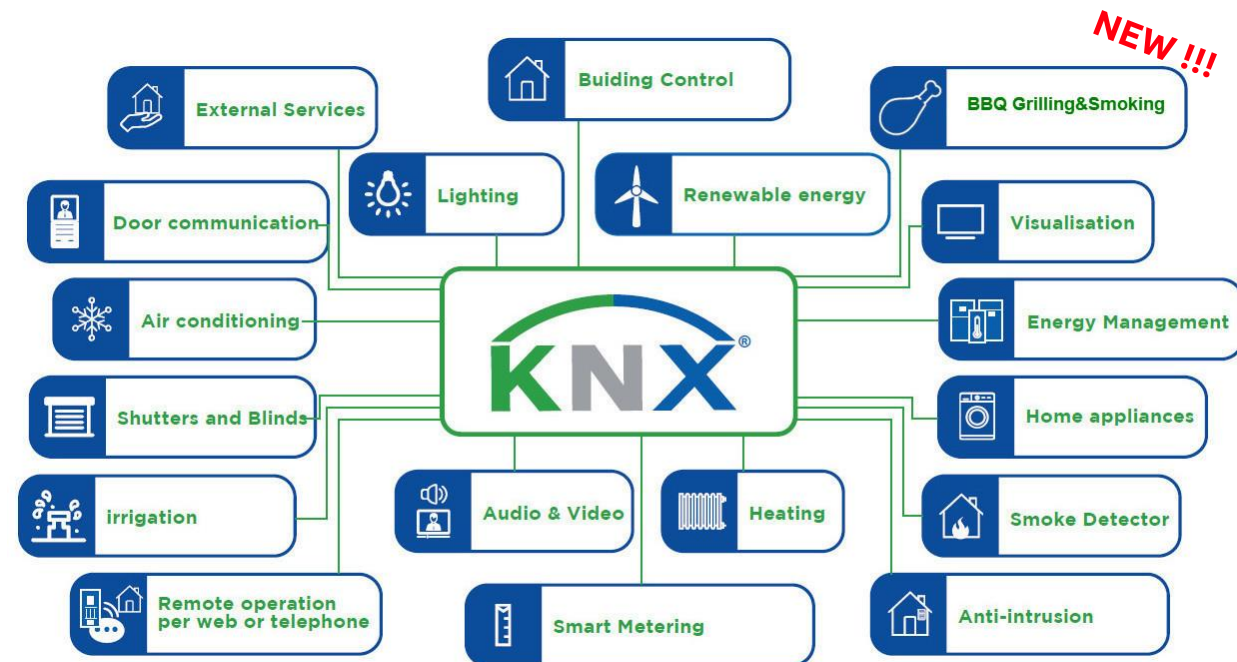 NEW !!!
External Services
Buiding Control
BBQ Grilling&Smoking
Lighting
Renewable energy
Door communication
Visualisation
Air conditioning
KNX®
Energy Management
Shutters and Blinds
Home appliances
irrigation
Audio & Video
Heating
Smoke Detector
Remote operation
per web or telephone
Smart Metering
Anti-intrusion